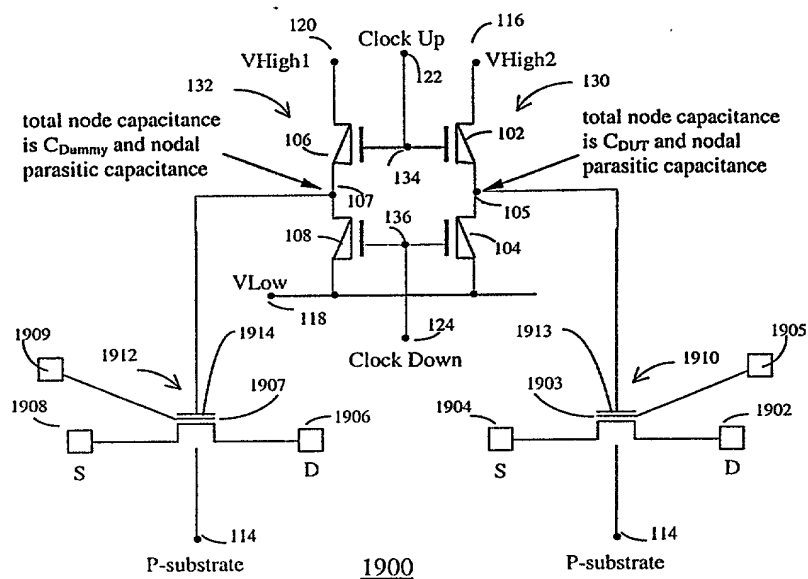 120
Clock Up
116
VHigh1
122
VHigh2
132
130
total node capacitance
is CDummy and nodal
parasitic capacitance
total node capacitance
is CDUT and nodal
parasitic capacitance
106
102
134
107
105
108
136
104
VLow
118
124
Clock Down
1909
1912
1914
1907
1913
1910
1905
1903
1908
1906
1904
1902
S
D
S
D
114
114
P-substrate
1900
P-substrate